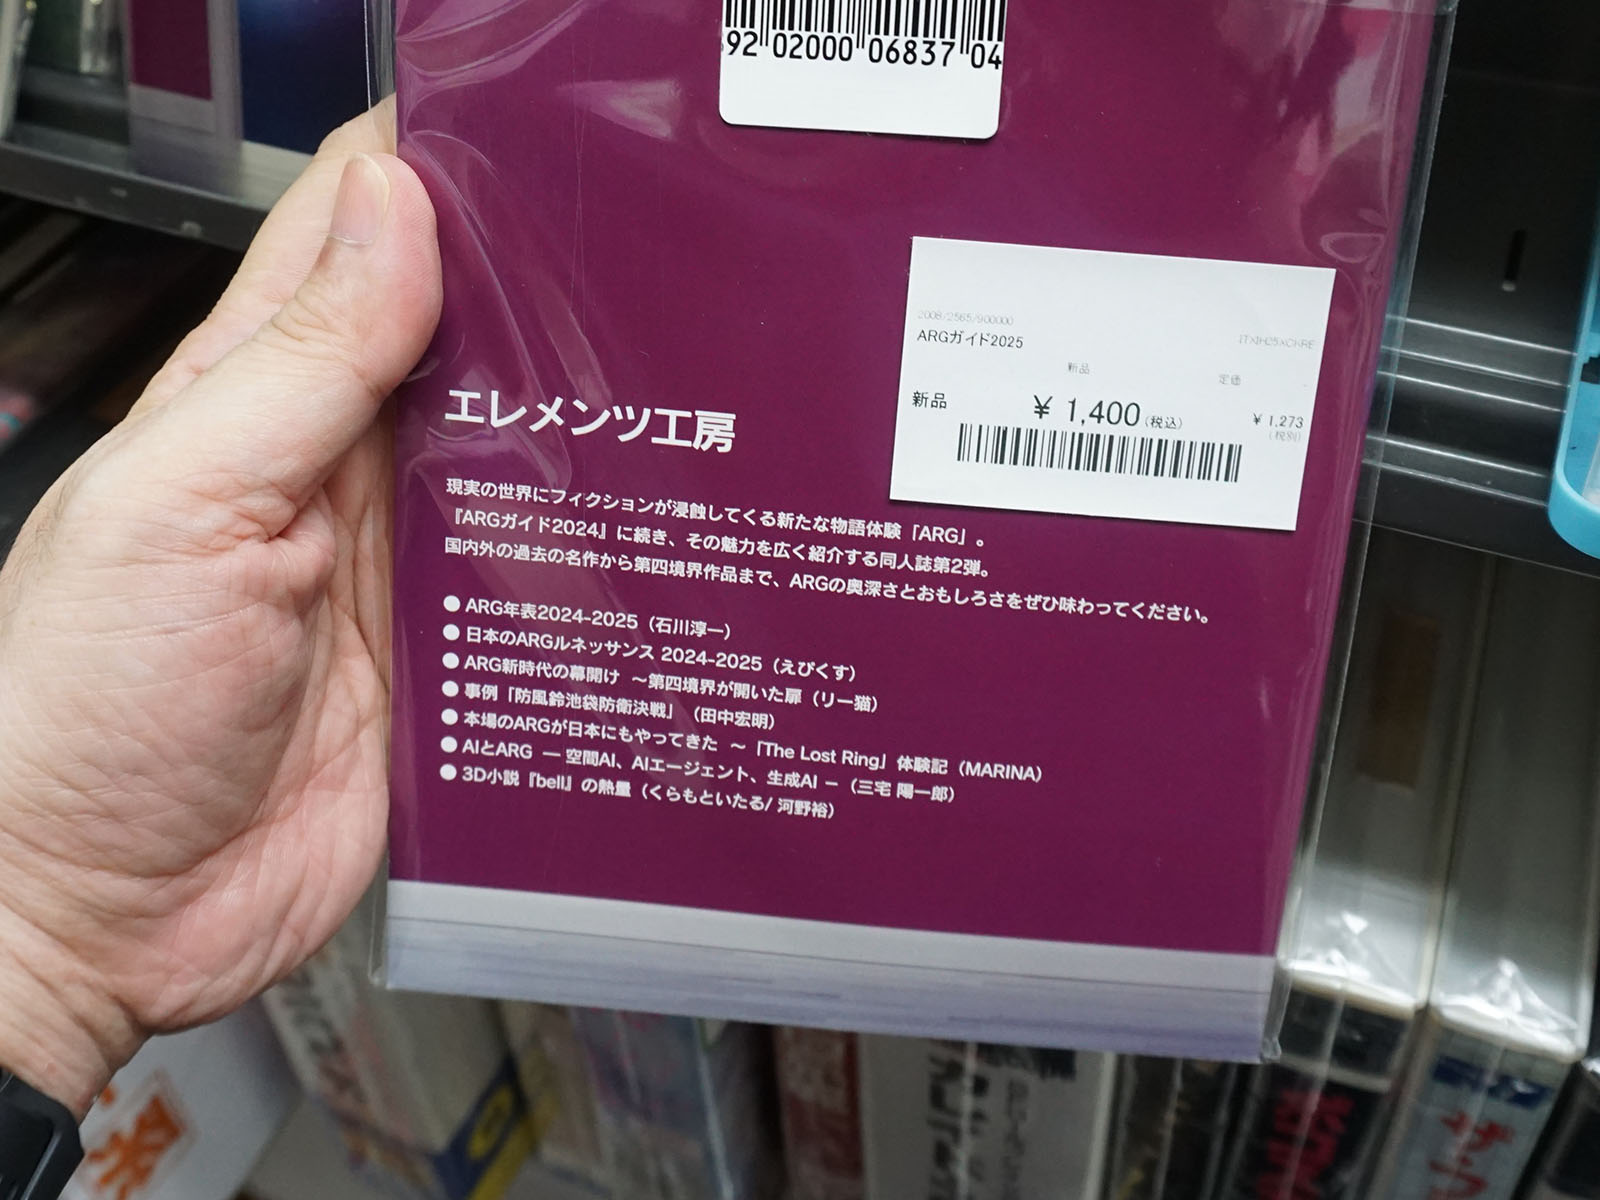 92 02000 06837 04
2008/2565/900000
ARGガイド2025
新品
定価
新品
¥ 1,400(税込)
¥ 1,273
(税別)
エレメンツ工房
現実の世界にフィクションが浸蝕してくる新たな物語体験「ARG」。
『ARGガイド2024』に続き、その魅力を広く紹介する同人誌第2弾。
国内外の過去の名作から第四境界作品まで、ARGの奥深さとおもしろさをぜひ味わってください。
● ARG年表2024-2025（石川淳一）
● 日本のARGルネッサンス 2024-2025（えぴくす）
● ARG新時代の幕開け ～第四境界が開いた扉（リー猫）
● 事例「防風鈴池袋防衛決戦」（田中宏明）
● 本場のARGが日本にもやってきた ～「The Lost Ring」体験記（MARINA）
● AIとARG ― 空間AI、AIエージェント、生成AI －（三宅 陽一郎）
● 3D小説『bell』の熱量（くらもといたる/ 河野裕）